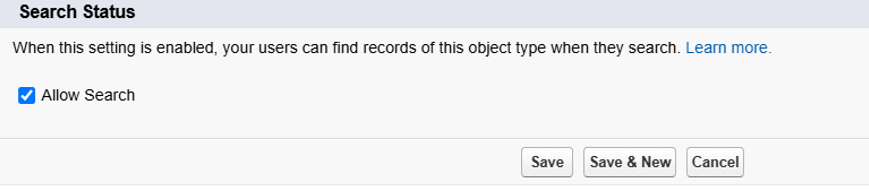 Search Status
When this setting is enabled, your users can find records of this object type when they search. Learn more.
Allow Search
Save Save & New Cancel